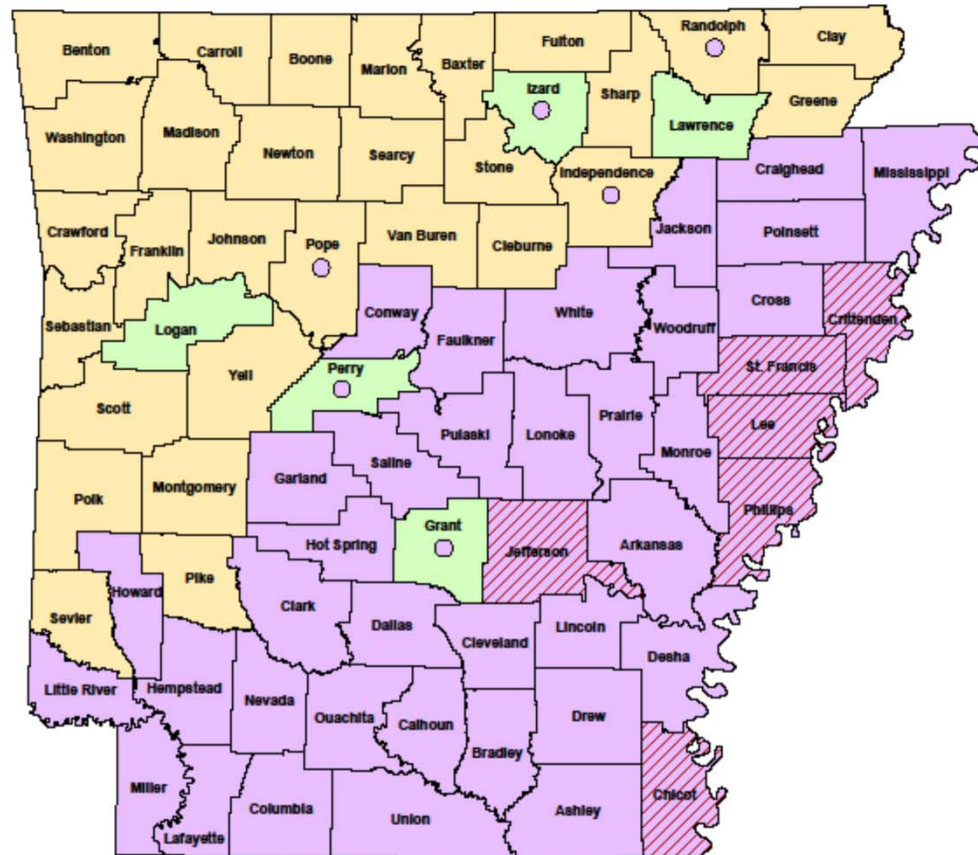 Benton
Carroll
Boone
Marion
Baxter
Fulton
Randolph
Clay
Izard
Sharp
Lawrence
Greene
Washington
Madison
Newton
Searcy
Stone
Independence
Craighead
Mississippi
Crawford
Franklin
Johnson
Pope
Van Buren
Cleburne
Jackson
Poinsett
Sebastian
Logan
Conway
Faulkner
White
Woodruff
Cross
Crittenden
Scott
Yell
Perry
Pulaski
Lonoke
Prairie
Monroe
St. Francis
Lee
Polk
Montgomery
Garland
Saline
Phillips
Hot Spring
Grant
Jefferson
Arkansas
Howard
Pike
Clark
Sevier
Dallas
Cleveland
Lincoln
Desha
Little River
Hempstead
Nevada
Ouachita
Calhoun
Bradley
Drew
Miller
Lafayette
Columbia
Union
Ashley
Chicot